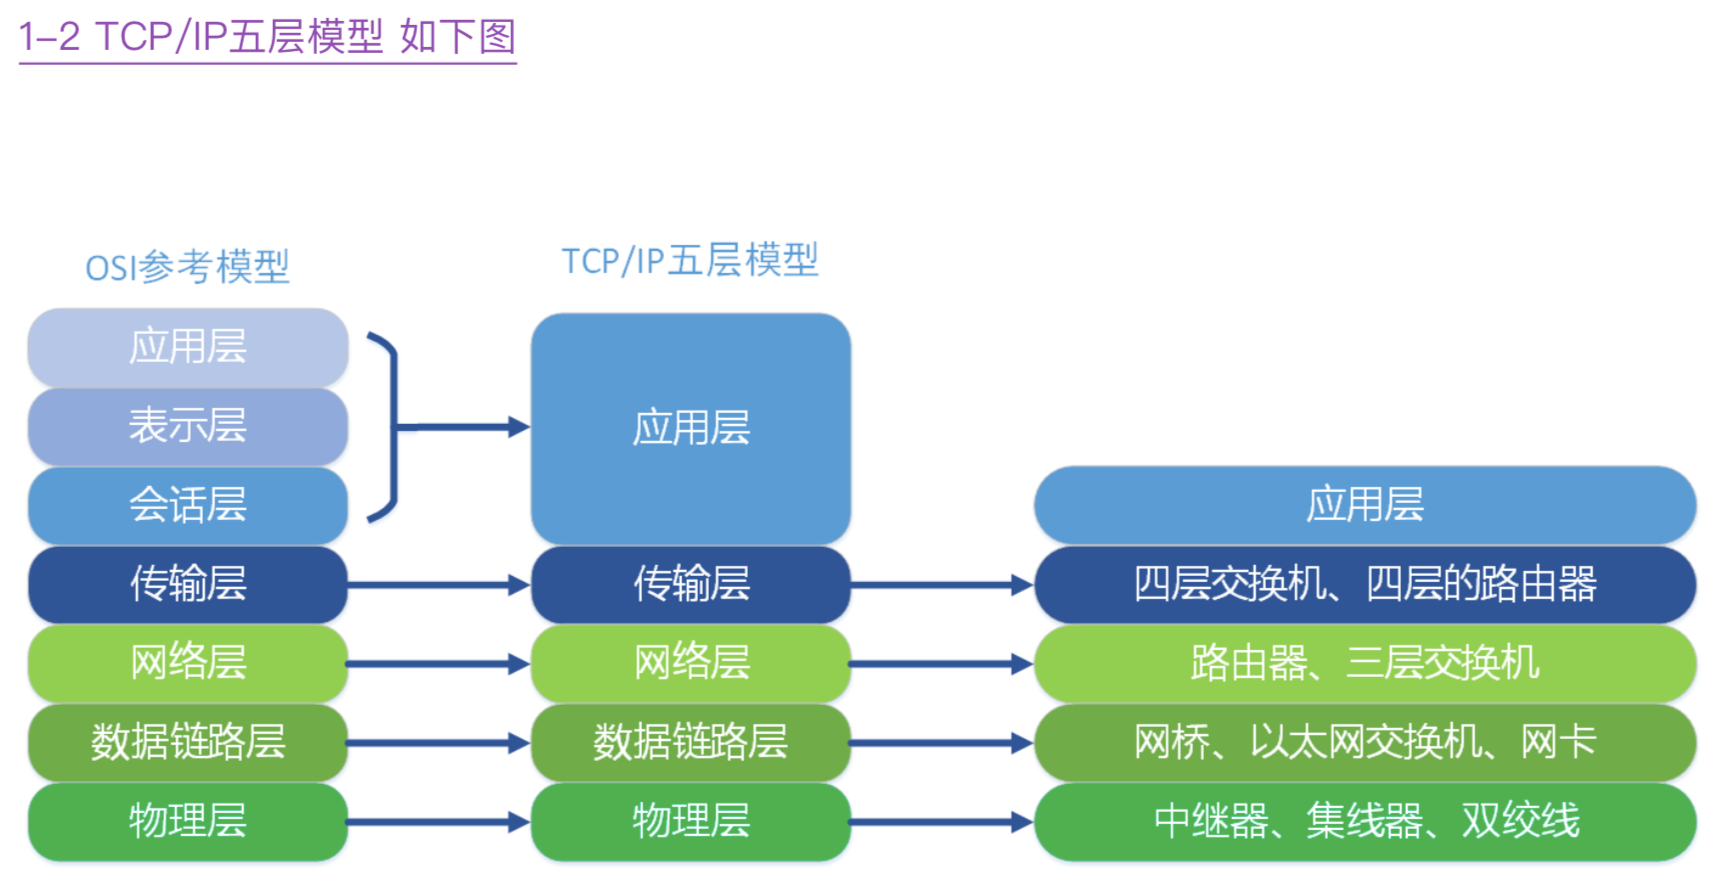 1-2 TCP/IP五层模型 如下图
OSI参考模型
应用层
表示层
会话层
传输层
网络层
数据链路层
物理层
TCP/IP五层模型
应用层
传输层
网络层
数据链路层
物理层
应用层
四层交换机、四层的路由器
路由器、三层交换机
网桥、以太网交换机、网卡
中继器、集线器、双绞线